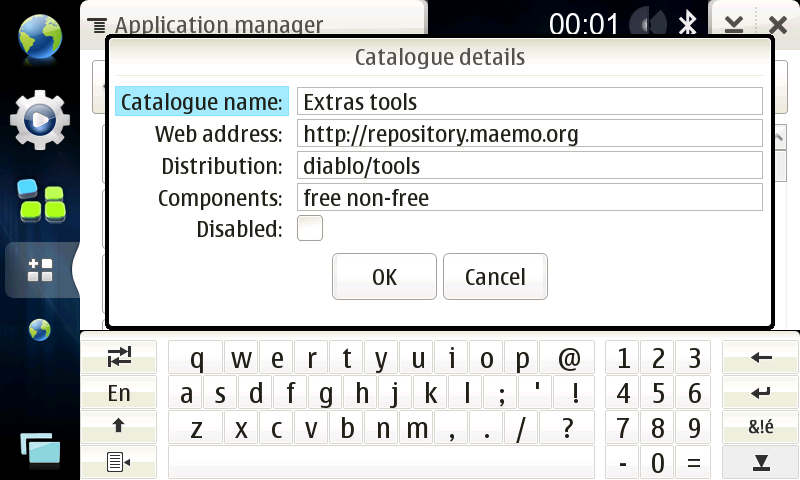 Application manager 00:01
Catalogue details
Catalogue name: Extras tools
Web address: http://repository.maemo.org
Distribution: diablo/tools
Components: free non-free
Disabled:
OK Cancel
q w e r t y u i o p @ 1 2 3
En a s d f g h j k l ; ' ! 4 5 6
z x c v b n m , . / ? 7 8 9 &!é
- 0 =